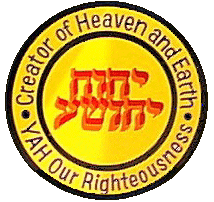 • Creator of Heaven and Earth •
יהוה
יהושע
YAH Our Righteousness